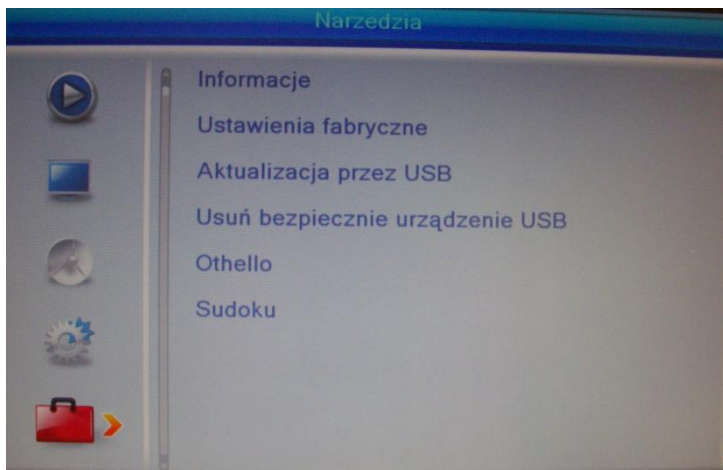 Narzedzia
Informacje
Ustawienia fabryczne
Aktualizacja przez USB
Usuń bezpiecznie urządzenie USB
Othello
Sudoku